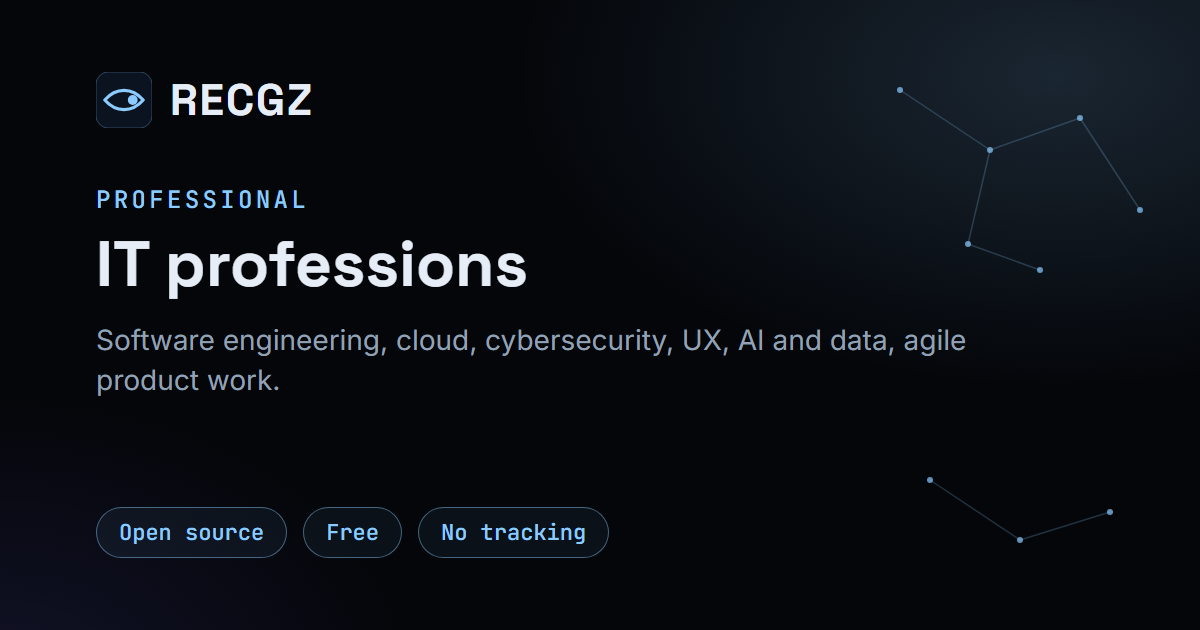 RECGZ
PROFESSIONAL
IT professions
Software engineering, cloud, cybersecurity, UX, AI and data, agile
product work.
Open source
Free
No tracking